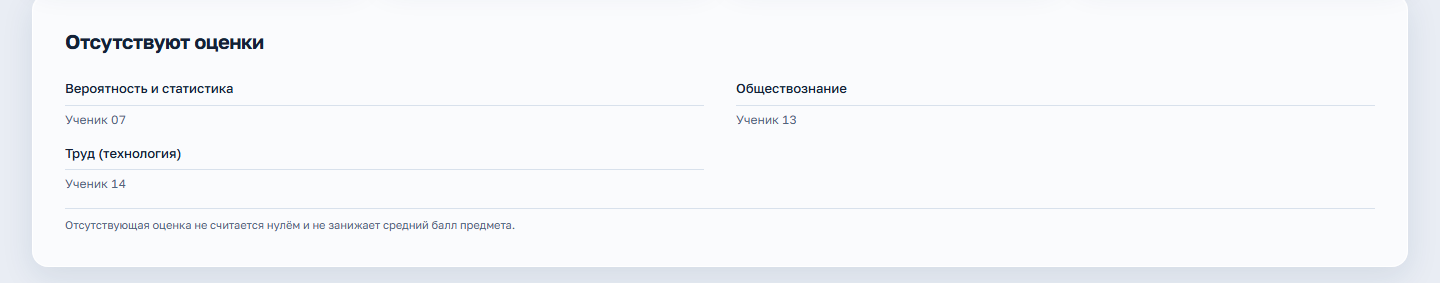 Отсутствуют оценки
Вероятность и статистика
Ученик 07
Обществознание
Ученик 13
Труд (технология)
Ученик 14
Отсутствующая оценка не считается нулём и не занижает средний балл предмета.